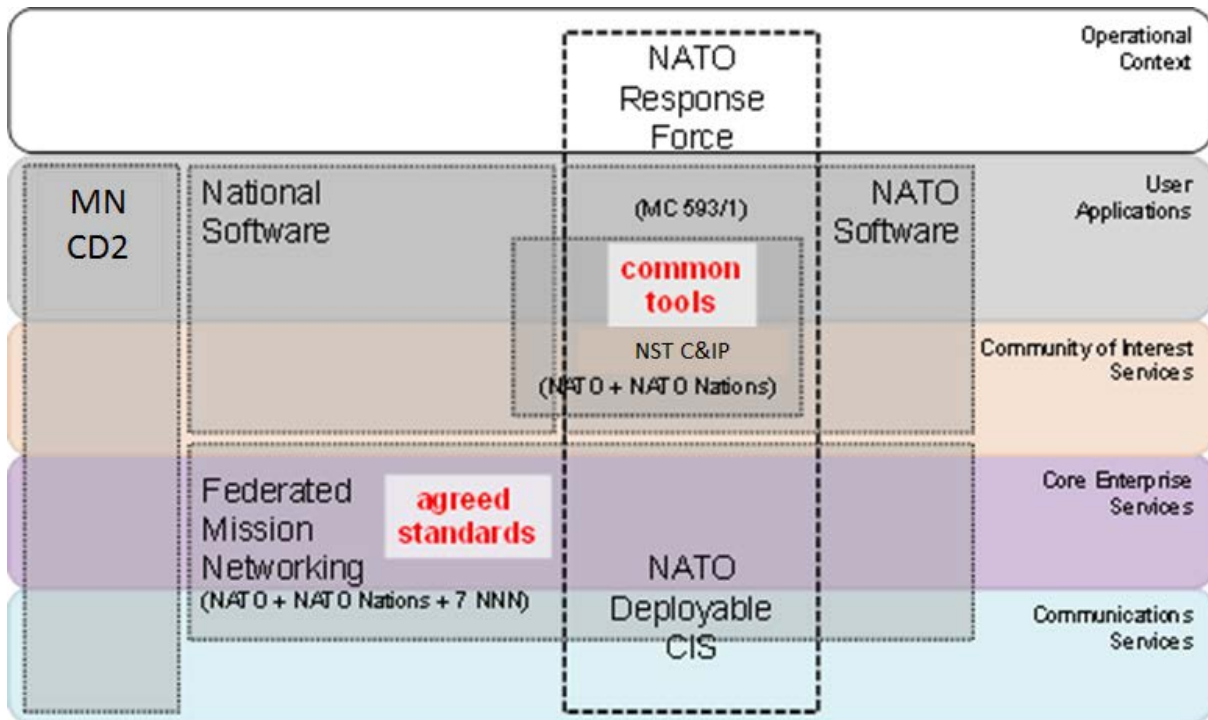 Operational
Context
NATO
Response
Force
MN
CD2
National
Software
(MC 593/1)
NATO
Software
User
Applications
common
tools
NST C&IP
(NATO + NATO Nations)
Community of Interest
Services
Federated
Mission
Networking
(NATO + NATO Nations + 7 NNN)
agreed
standards
Core Enterprise
Services
NATO
Deployable
CIS
Communications
Services